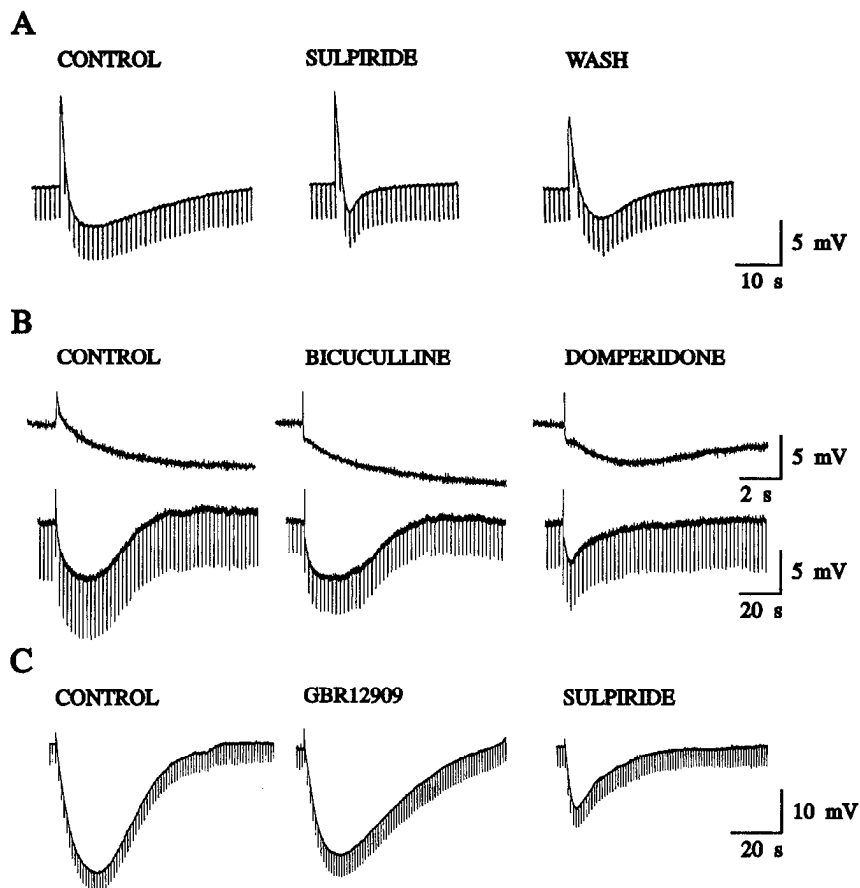 A
CONTROL SULPIRIDE WASH
5 mV
10 s
B
CONTROL BICUCULLINE DOMPERIDONE
5 mV
2 s
5 mV
20 s
C
CONTROL GBR12909 SULPIRIDE
10 mV
20 s